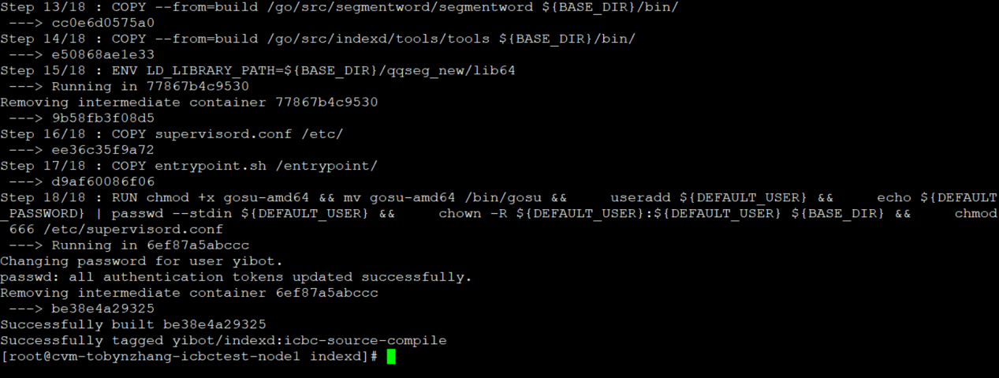 Step 13/18 : COPY --from=build /go/src/segmentword/segmentword ${BASE_DIR}/bin/
 ---> cc0e6d0575a0
Step 14/18 : COPY --from=build /go/src/indexd/tools/tools ${BASE_DIR}/bin/
 ---> e50868ae1e33
Step 15/18 : ENV LD_LIBRARY_PATH=${BASE_DIR}/qqseg_new/lib64
 ---> Running in 77867b4c9530
Removing intermediate container 77867b4c9530
 ---> 9b58fb3f08d5
Step 16/18 : COPY supervisord.conf /etc/
 ---> ee36c35f9a72
Step 17/18 : COPY entrypoint.sh /entrypoint/
 ---> d9af60086f06
Step 18/18 : RUN chmod +x gosu-amd64 && mv gosu-amd64 /bin/gosu &&     useradd ${DEFAULT_USER} &&     echo ${DEFAULT
_PASSWORD} | passwd --stdin ${DEFAULT_USER} &&     chown -R ${DEFAULT_USER}:${DEFAULT_USER} ${BASE_DIR} &&     chmod
 666 /etc/supervisord.conf
 ---> Running in 6ef87a5abccc
Changing password for user yibot.
passwd: all authentication tokens updated successfully.
Removing intermediate container 6ef87a5abccc
 ---> be38e4a29325
Successfully built be38e4a29325
Successfully tagged yibot/indexd:icbc-source-compile
[root@cvm-tobynzhang-icbctest-node1 indexd]#